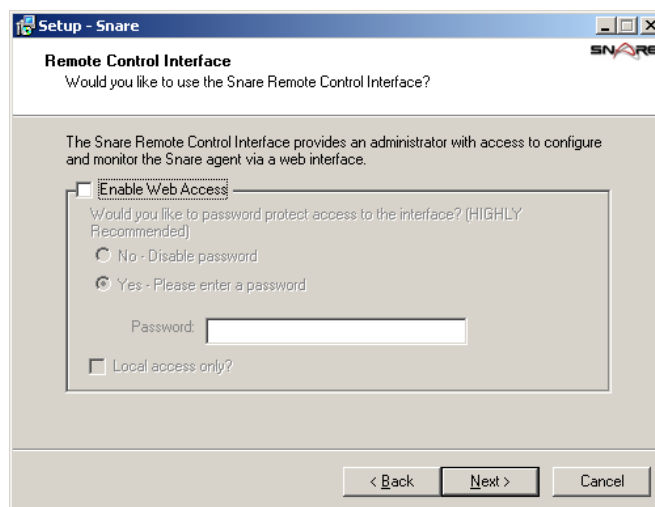 Setup - Snare
SNARE
Remote Control Interface
Would you like to use the Snare Remote Control Interface?
The Snare Remote Control Interface provides an administrator with access to configure
and monitor the Snare agent via a web interface.
Enable Web Access
Would you like to password protect access to the interface? (HIGHLY
Recommended)
No - Disable password
Yes - Please enter a password
Password:
Local access only?
< Back
Next >
Cancel